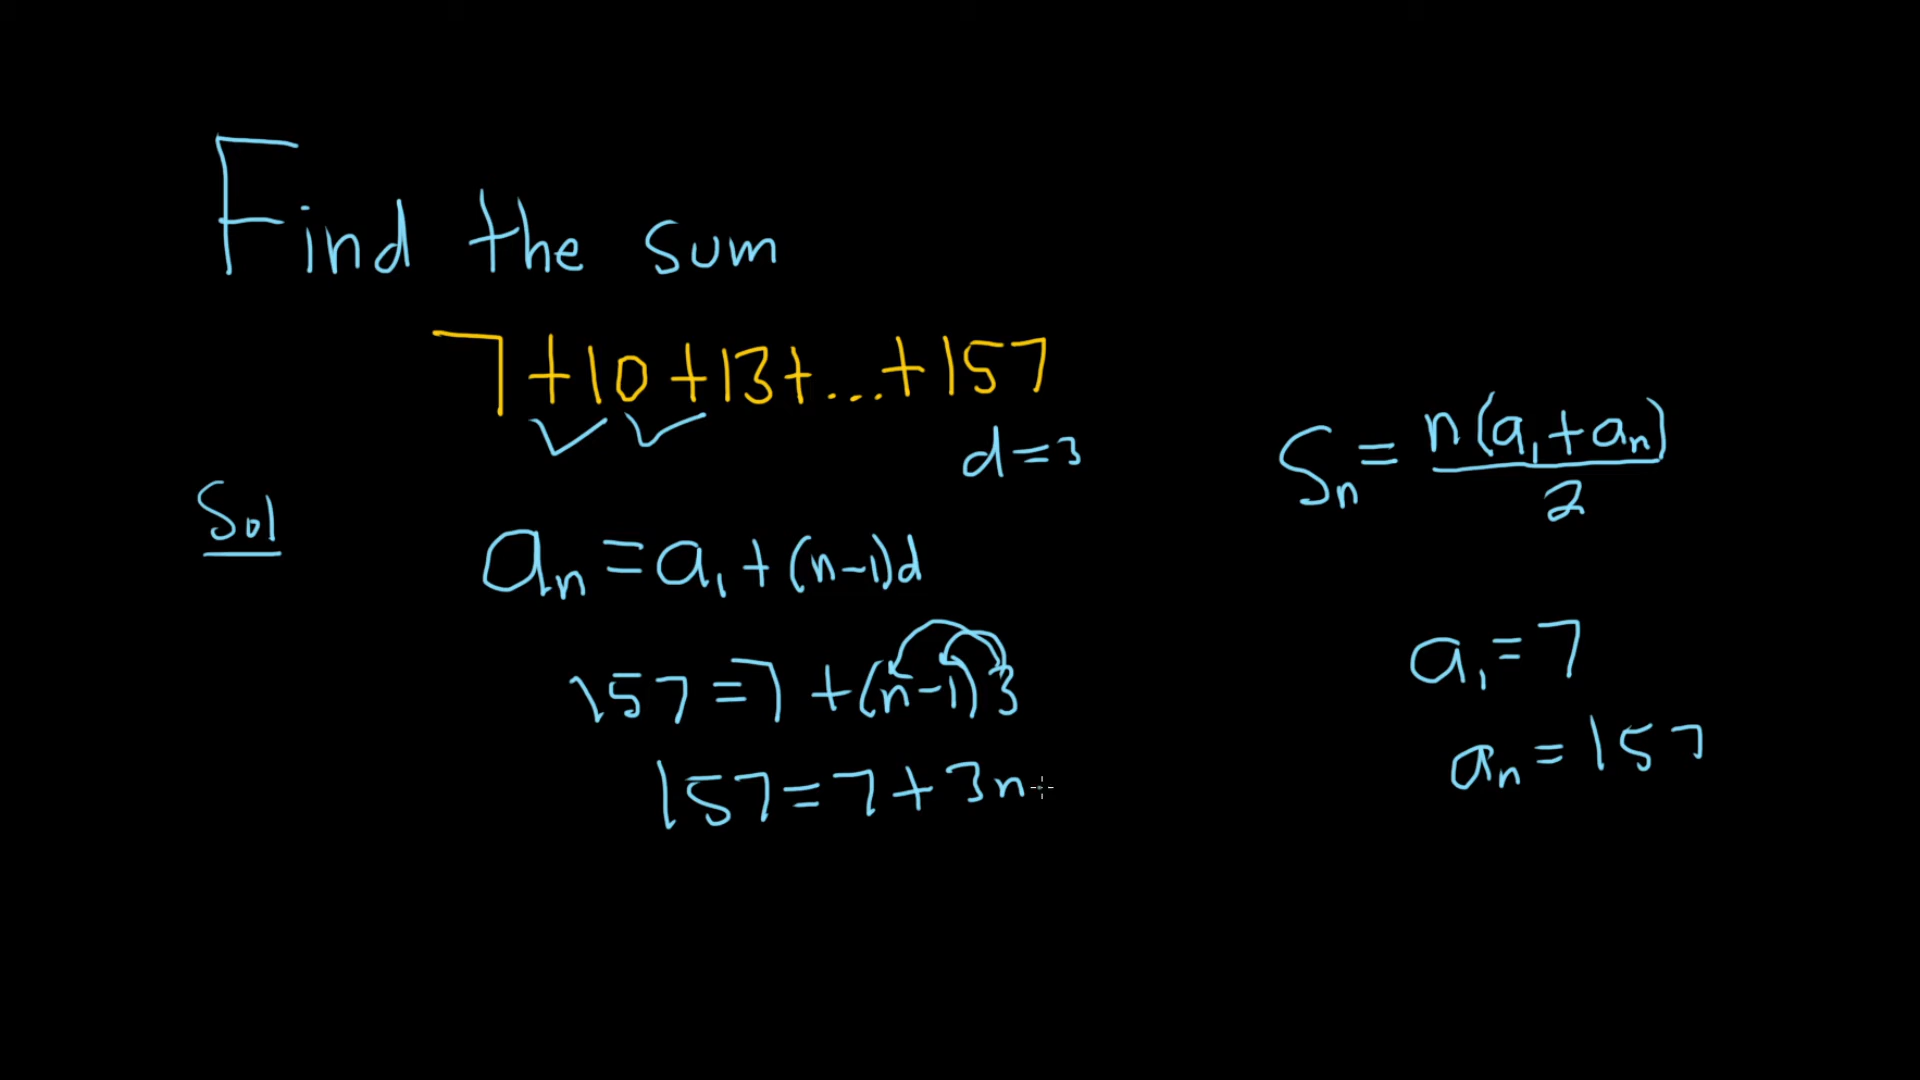 Find the sum
7+10+13+...+157
d=3
Sₙ = n(a₁+aₙ)/2
Sol
aₙ = a₁ + (n-1)d
157 = 7 + (n-1)3
a₁ = 7
157 = 7 + 3n
aₙ = 157